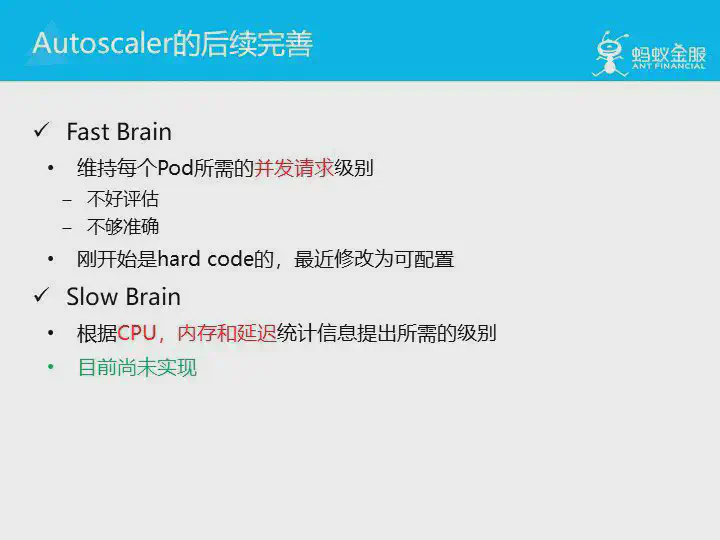 Autoscaler的后续完善
蚂蚁金服
ANT FINANCIAL
✓ Fast Brain
• 维持每个Pod所需的并发请求级别
– 不好评估
– 不够准确
• 刚开始是hard code的，最近修改为可配置
✓ Slow Brain
• 根据CPU，内存和延迟统计信息提出所需的级别
• 目前尚未实现